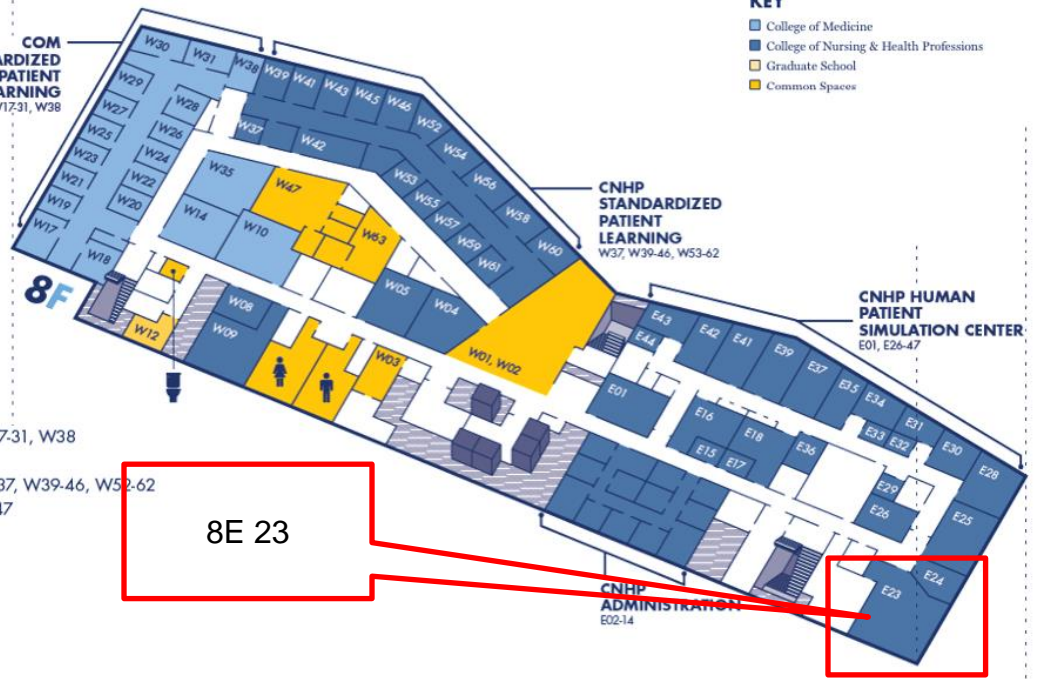 KEY
College of Medicine
College of Nursing & Health Professions
Graduate School
Common Spaces
COM
PATIENT
W38
CNHP
STANDARDIZED
PATIENT
LEARNING
W37, W39-46, W53-62
CNHP HUMAN
PATIENT
SIMULATION CENTER
E01, E26-47
W30
W31
W38
W39
W41
W43
W45
W46
W52
W54
W56
W58
W60
W29
W27
W25
W23
W21
W19
W17
W28
W26
W24
W22
W20
W18
W37
W42
W35
W14
W10
W47
W63
W53
W55
W57
W59
W61
8F
W12
W08
W09
W05
W04
W03
W01, W02
E43
E44
E42
E41
E39
E37
E35
E34
E33
E32
E31
E30
E28
E01
E16
E18
E15
E17
E36
E29
E26
E25
E24
E23
7-31, W38
37, W39-46, W52-62
47
8E 23
CNHP
ADMINISTRATION
E02-14